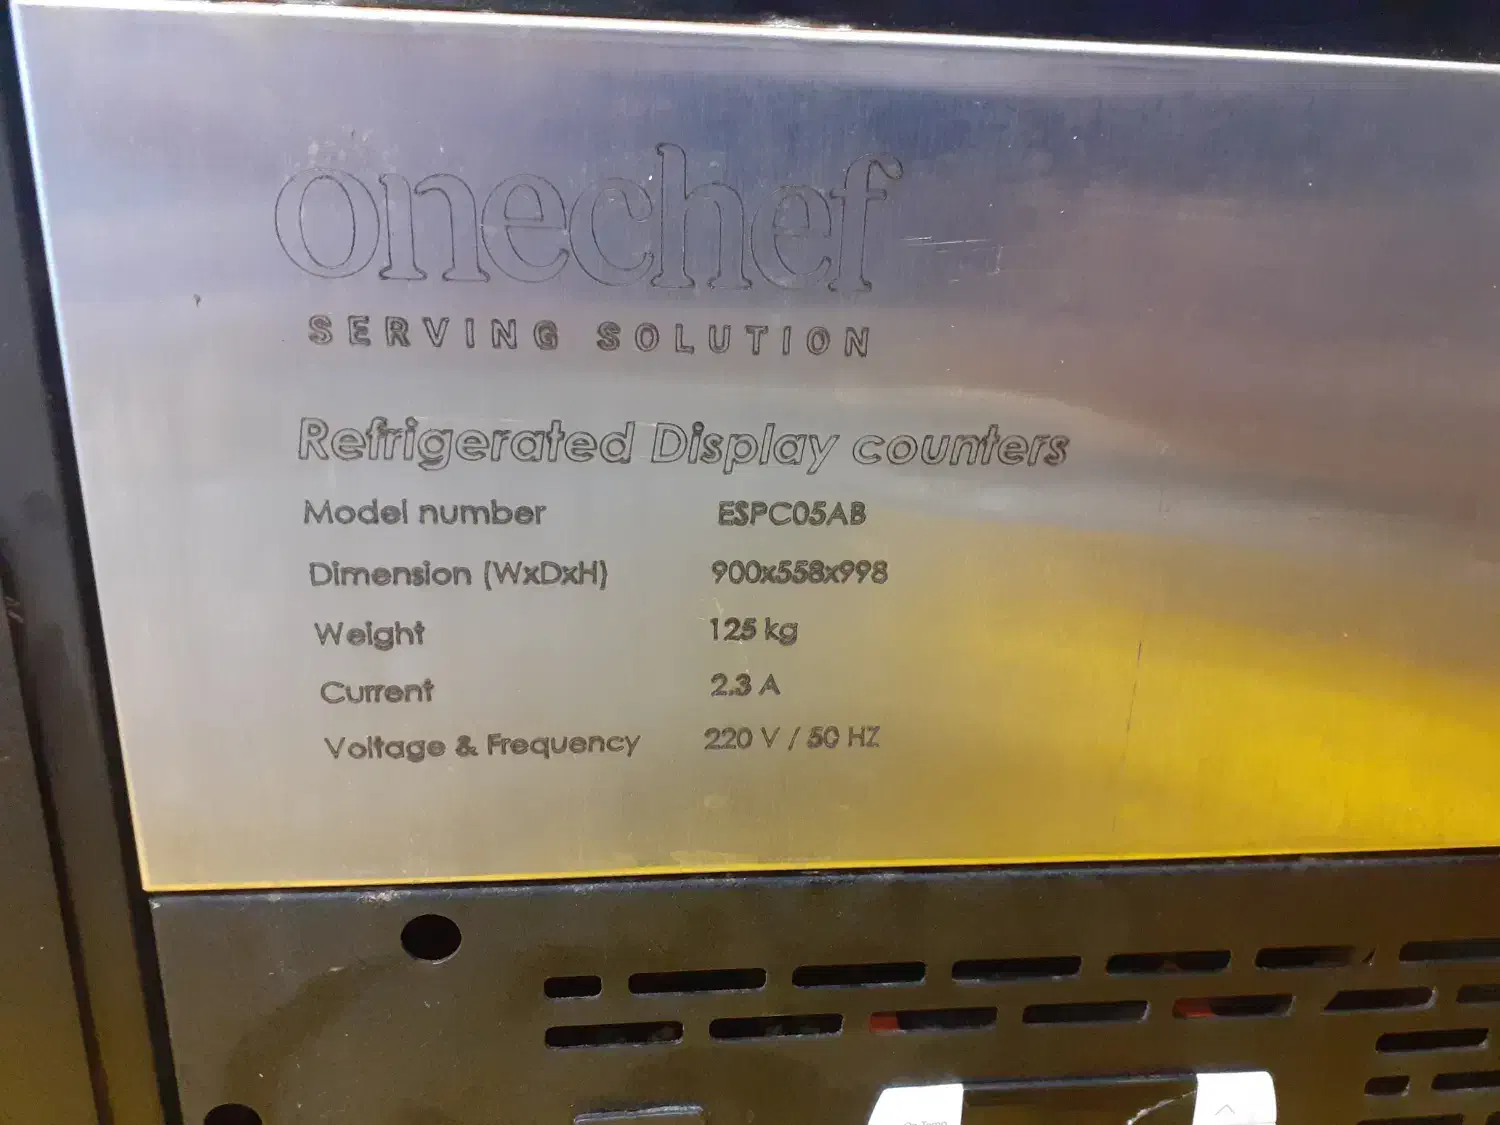 onechef
SERVING SOLUTION
Refrigerated Display counters
Model number ESPC05AB
Dimension (WxDxH) 900x558x998
Weight 125 kg
Current 2.3 A
Voltage & Frequency 220 V / 50 HZ